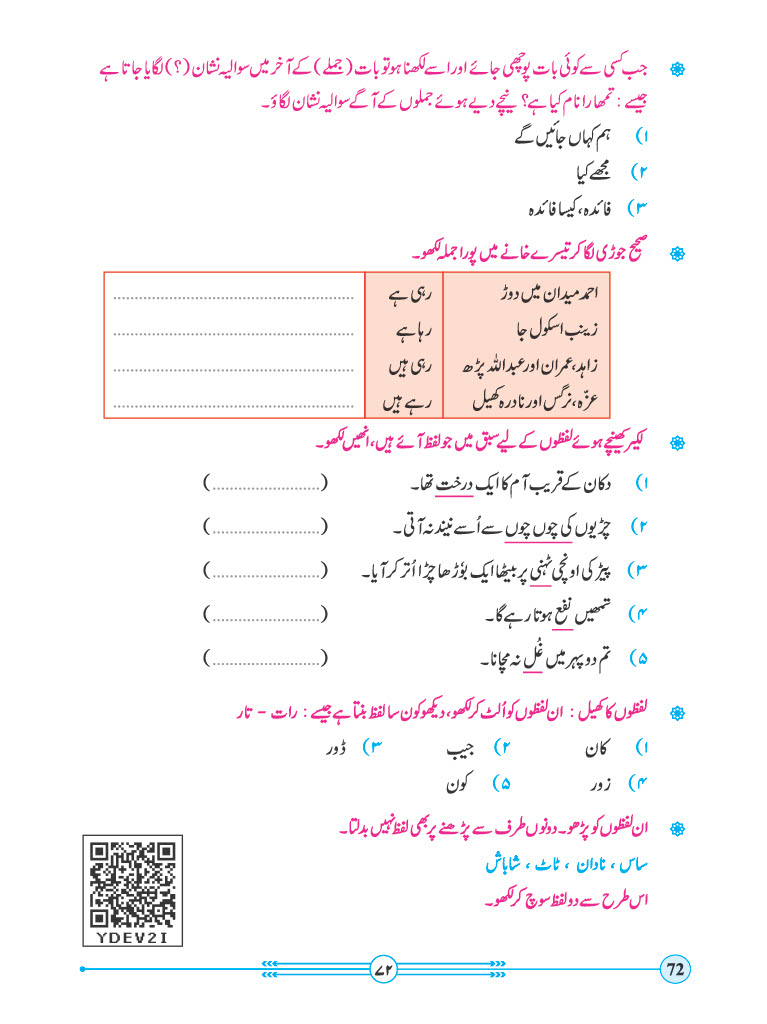 جب کسی سے کوئی بات پوچھی جائے اور اسے لکھنا ہو تو بات (جملے) کے آخر میں سوالیہ نشان (؟) لگایا جاتا ہے
جیسے : تمھارا نام کیا ہے؟ نیچے دیے ہوئے جملوں کے آگے سوالیہ نشان لگاؤ۔
۱) ہم کہاں جائیں گے
۲) مجھے کیا
۳) فائدہ، کیسا فائدہ
صحیح جوڑی لگا کر تیسرے خانے میں پورا جملہ لکھو۔
احمد میدان میں دوڑ رہی ہے ..............................................
زینب اسکول جا رہا ہے ..............................................
زاہد، عمران اور عبداللہ پڑھ رہی ہیں ..............................................
عزّہ، نرگس اور نادرہ کھیل رہے ہیں ..............................................
لکیر کھینچے ہوئے لفظوں کے لیے سبق میں جو لفظ آئے ہیں، انھیں لکھو۔
۱) دکان کے قریب آم کا ایک درخت تھا۔ (........................)
۲) چڑیوں کی چوں چوں سے اُسے نیند نہ آتی۔ (........................)
۳) پیڑ کی اونچی ٹہنی پر بیٹھا ایک بوڑھا چڑا اُتر کر آیا۔ (........................)
۴) تمھیں نفع ہوتا رہے گا۔ (........................)
۵) تم دوپہر میں غُل نہ مچانا۔ (........................)
لفظوں کا کھیل : ان لفظوں کو اُلٹ کر لکھو، دیکھو کون سا لفظ بنتا ہے جیسے : رات – تار
۱) کان ۲) جیب ۳) ڈور
۴) زور ۵) کون
ان لفظوں کو پڑھو۔ دونوں طرف سے پڑھنے پر بھی لفظ نہیں بدلتا۔
ساس ، نادان ، ٹاٹ ، شاباش
اس طرح سے دو لفظ سوچ کر لکھو۔
YDEV2I
۷۲
72